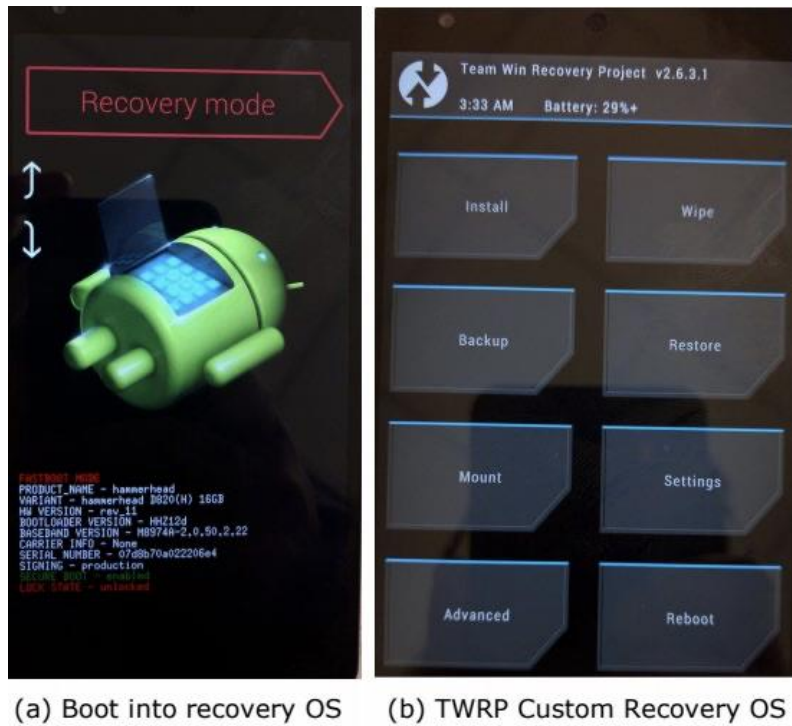 Recovery mode
FASTBOOT MODE
PRODUCT_NAME - hammerhead
VARIANT - hammerhead D820(H) 16GB
HW VERSION - rev_11
BOOTLOADER VERSION - HHZ12d
BASEBAND VERSION - M8974A-2.0.50.2.22
CARRIER INFO - None
SERIAL NUMBER - 07d8b70a022206e4
SIGNING - production
SECURE BOOT - enabled
LOCK STATE - unlocked
(a) Boot into recovery OS
Team Win Recovery Project v2.6.3.1
3:33 AM Battery: 29%+
Install
Wipe
Backup
Restore
Mount
Settings
Advanced
Reboot
(b) TWRP Custom Recovery OS